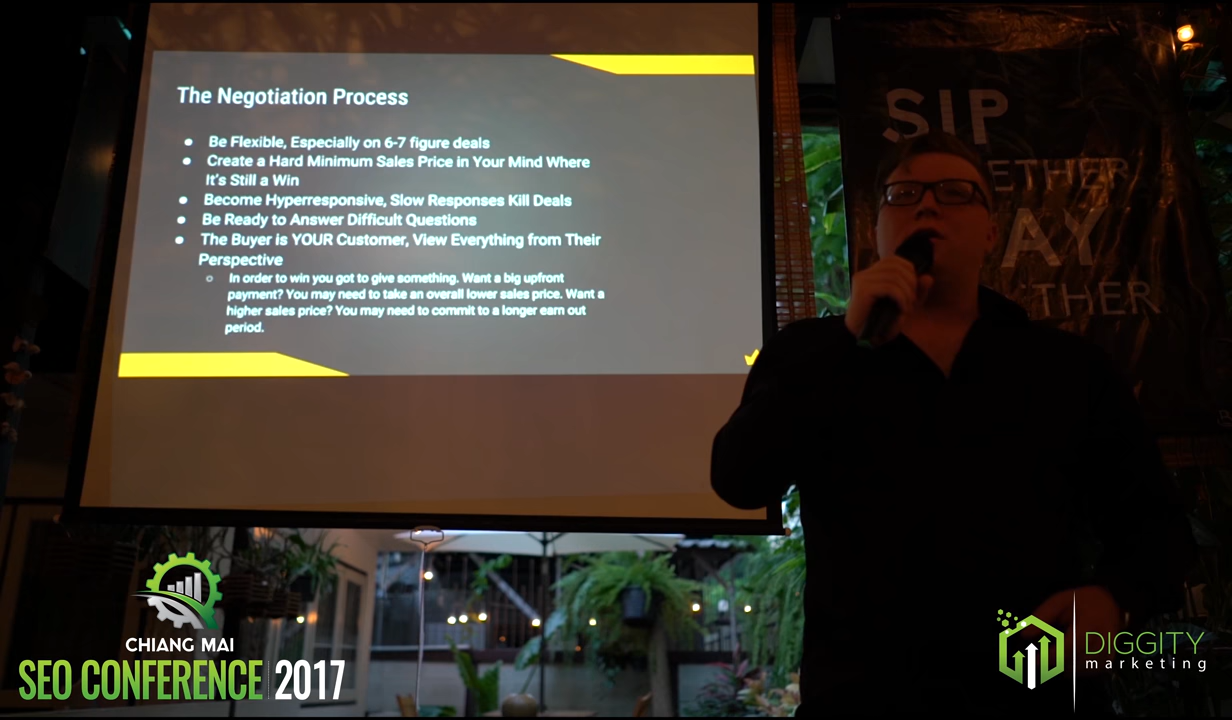 The Negotiation Process
Be Flexible, Especially on 6-7 figure deals
Create a Hard Minimum Sales Price in Your Mind Where
It's Still a Win
Become Hyperresponsive, Slow Responses Kill Deals
Be Ready to Answer Difficult Questions
The Buyer is YOUR Customer, View Everything from Their
Perspective
In order to win you got to give something. Want a big upfront
payment? You may need to take an overall lower sales price. Want a
higher sales price? You may need to commit to a longer earn out
period.
SIP
ETHER
AY
THER
CHIANG MAI
SEO CONFERENCE 2017
DIGGITY
marketing